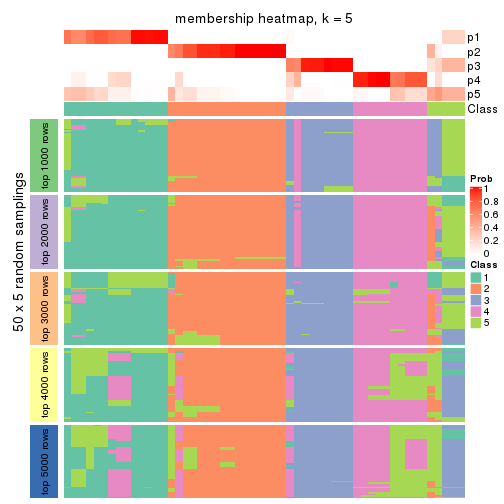 membership heatmap, k = 5
p1
p2
p3
p4
p5
Class
50 x 5 random samplings
top 1000 rows
top 2000 rows
top 3000 rows
top 4000 rows
top 5000 rows
Prob
1
0.8
0.6
0.4
0.2
0
Class
1
2
3
4
5